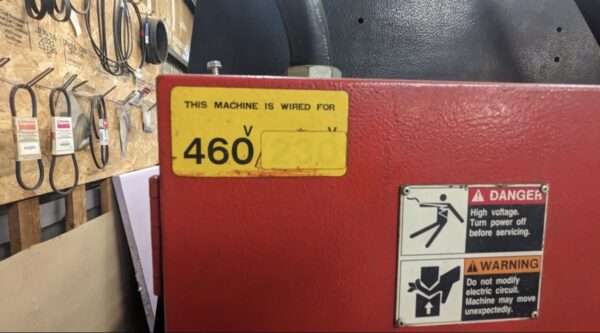 THIS MACHINE IS WIRED FOR
460V/230V
DANGER
High voltage.
Turn power off
before servicing.
WARNING
Do not modify
electric circuit.
Machine may move
unexpectedly.